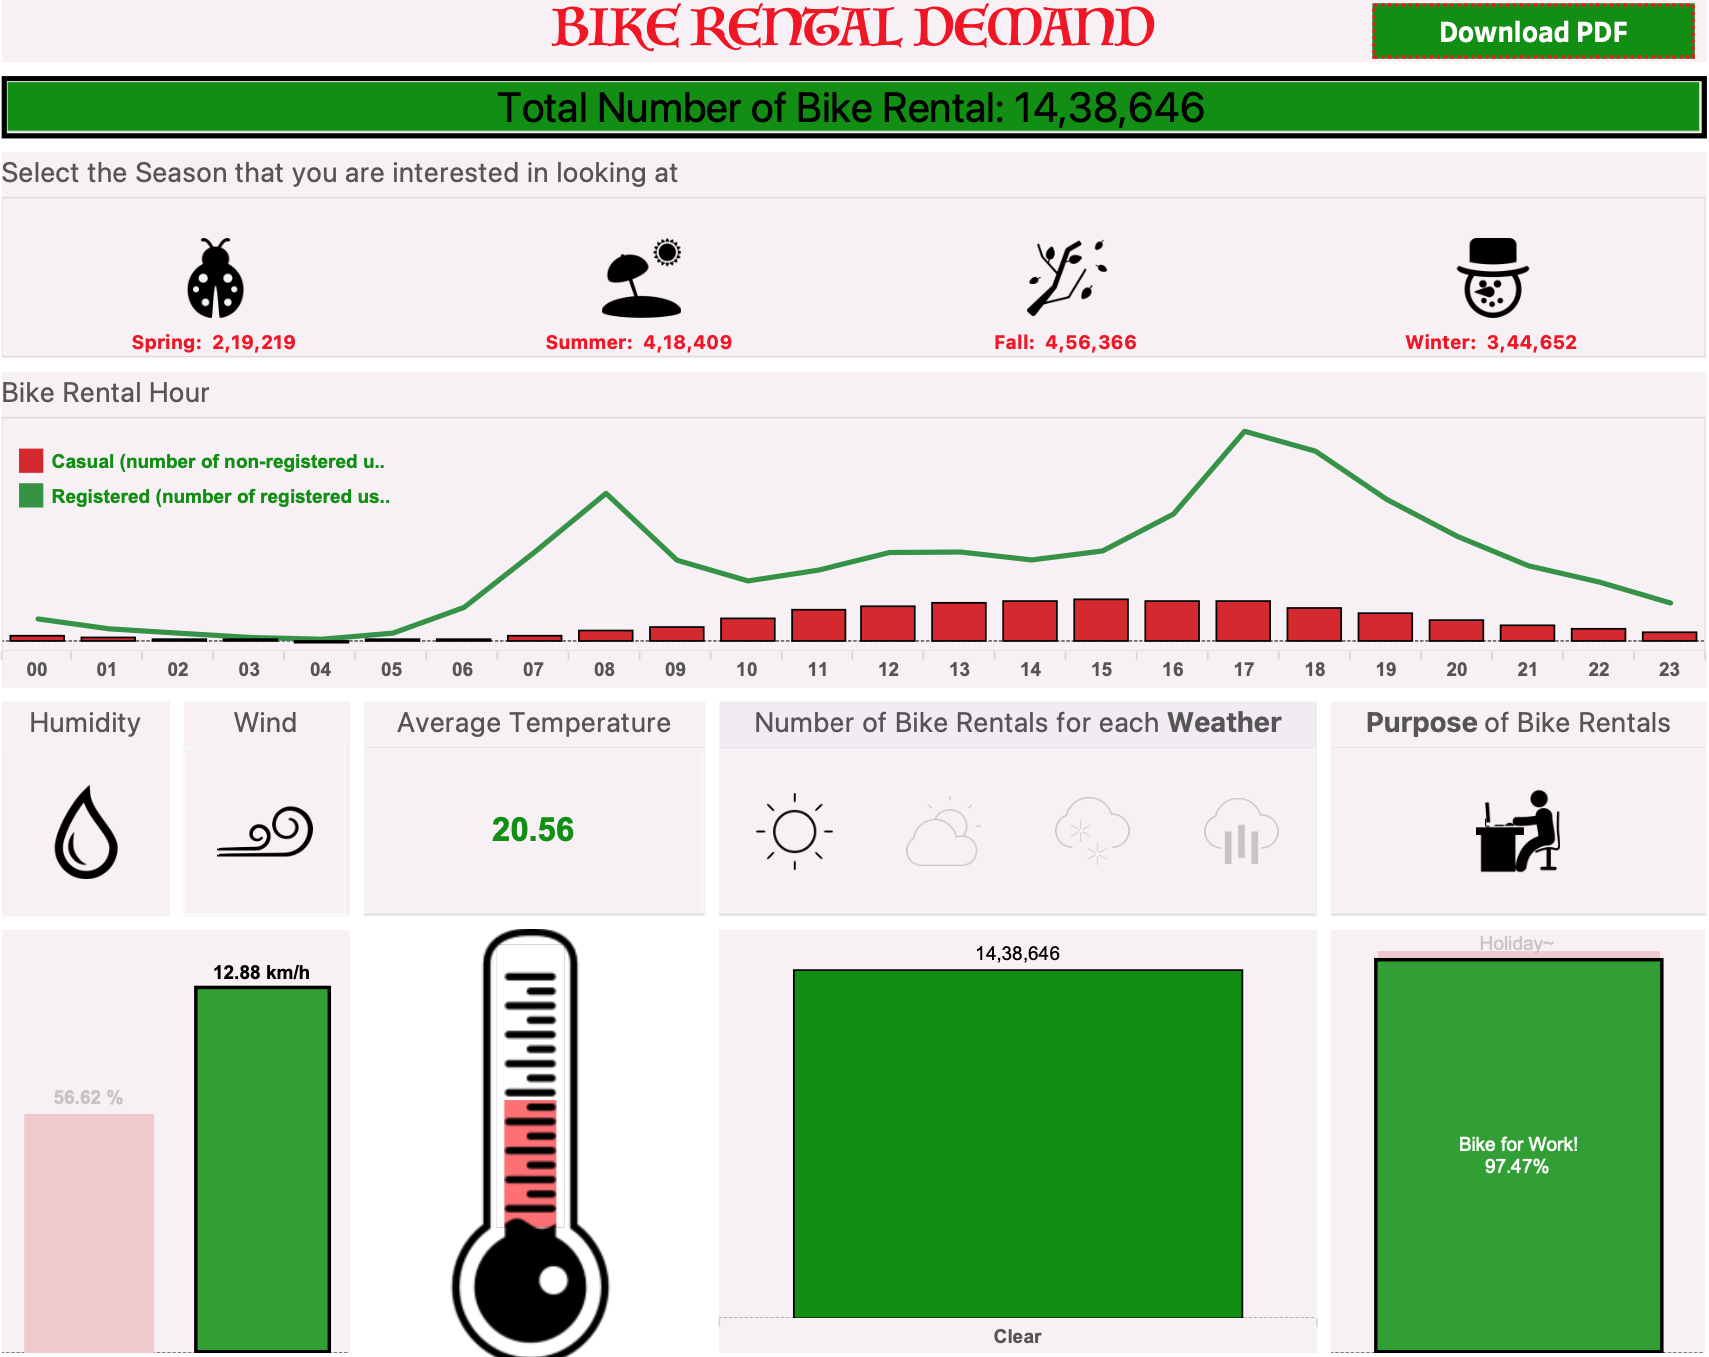 BIKE RENTAL DEMAND
Download PDF
Total Number of Bike Rental: 14,38,646
Select the Season that you are interested in looking at
Spring: 2,19,219
Summer: 4,18,409
Fall: 4,56,366
Winter: 3,44,652
Bike Rental Hour
Casual (number of non-registered u..
Registered (number of registered us..
00 01 02 03 04 05 06 07 08 09 10 11 12 13 14 15 16 17 18 19 20 21 22 23
Humidity
Wind
Average Temperature
Number of Bike Rentals for each Weather
Purpose of Bike Rentals
20.56
56.62 %
12.88 km/h
14,38,646
Clear
Holiday~
Bike for Work!
97.47%